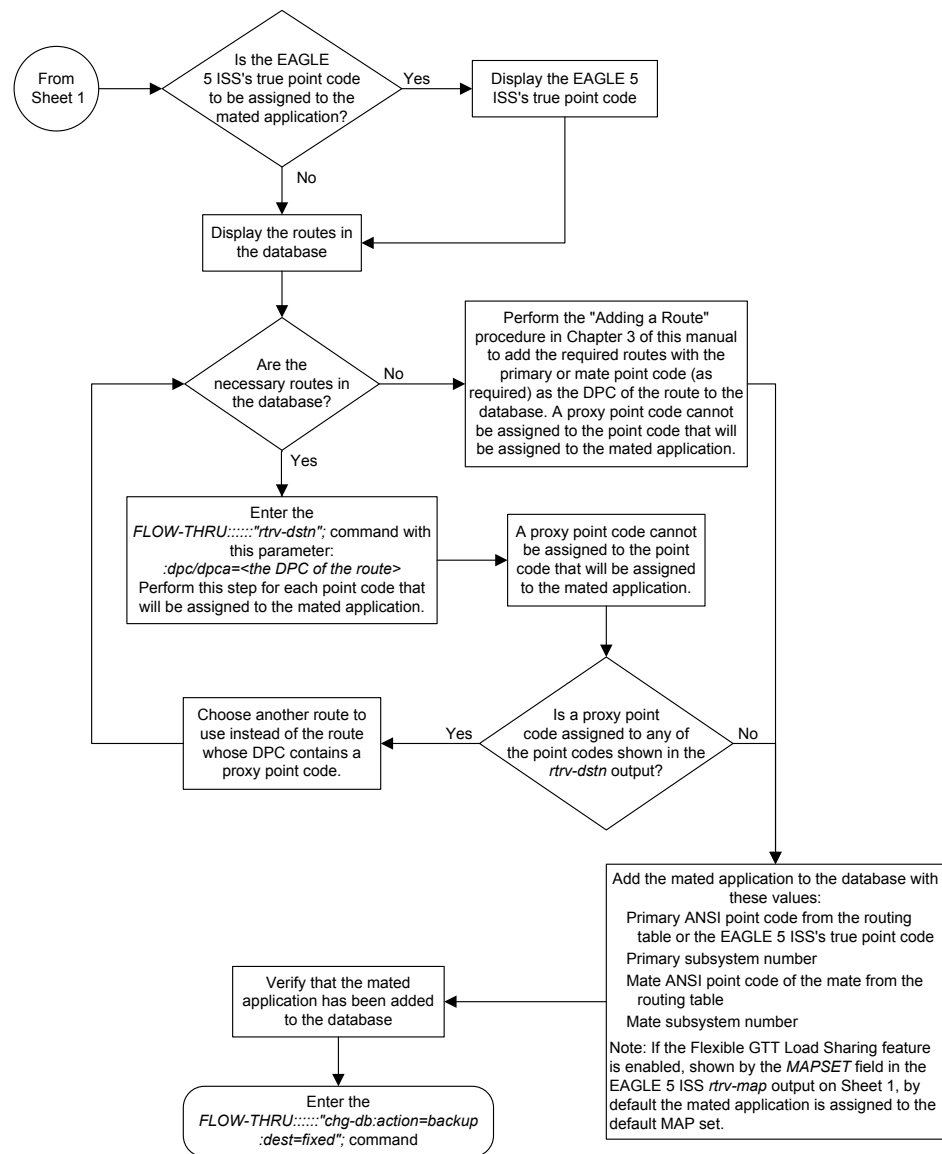 From
Sheet 1
Is the EAGLE
5 ISS's true point code
to be assigned to the
mated application?
Yes
Display the EAGLE 5
ISS's true point code
No
Display the routes in
the database
Are the
necessary routes in
the database?
No
Perform the "Adding a Route"
procedure in Chapter 3 of this manual
to add the required routes with the
primary or mate point code (as
required) as the DPC of the route to the
database. A proxy point code cannot
be assigned to the point code that will
be assigned to the mated application.
Yes
Enter the
FLOW-THRU::::::"rtrv-dstn"; command with
this parameter:
:dpc/dpca=<the DPC of the route>
Perform this step for each point code that
will be assigned to the mated application.
A proxy point code cannot
be assigned to the point
code that will be assigned
to the mated application.
Is a proxy point
code assigned to any of
the point codes shown in the
rtrv-dstn output?
Yes
No
Choose another route to
use instead of the route
whose DPC contains a
proxy point code.
Add the mated application to the database with
these values:
Primary ANSI point code from the routing
table or the EAGLE 5 ISS's true point code
Primary subsystem number
Mate ANSI point code of the mate from the
routing table
Mate subsystem number
Note: If the Flexible GTT Load Sharing feature
is enabled, shown by the MAPSET field in the
EAGLE 5 ISS rtrv-map output on Sheet 1, by
default the mated application is assigned to the
default MAP set.
Verify that the mated
application has been added
to the database
Enter the
FLOW-THRU::::::"chg-db:action=backup
:dest=fixed"; command